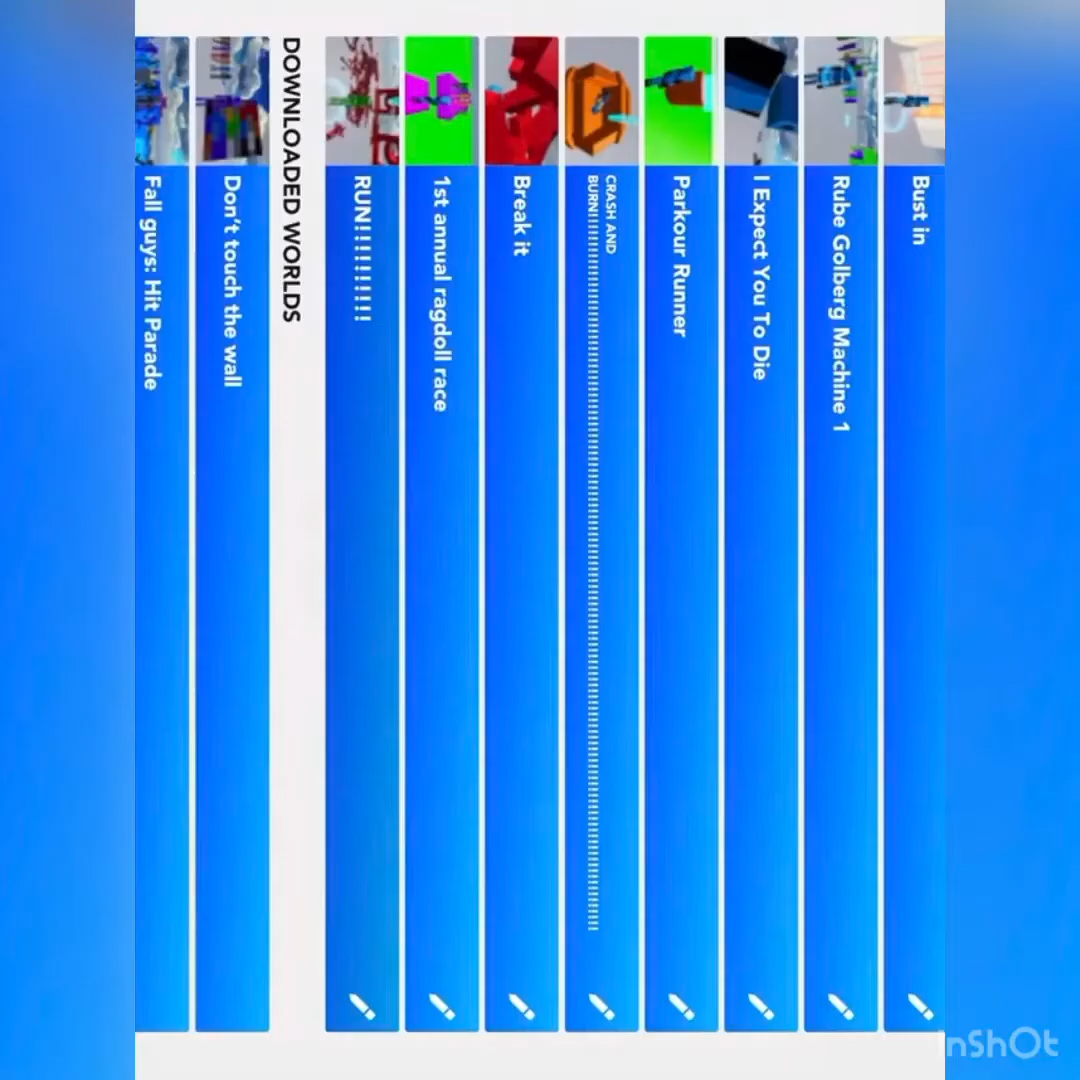 Bust in
Rube Golberg Machine 1
I Expect You To Die
Parkour Runner
CRASH AND
BURN!!!!!!!!!!!!!!!!!!!!!!!!!!!!!!!!!!!!!!!!!!!!!!!!!!!!!!!!!!!!!!!!!!!!!!!!!!!!!!!!!!!!!!!!!!!!!!!!!!!!!!!!!!!!!!
Break it
1st annual ragdoll race
RUN!!!!!!!!!!!
DOWNLOADED WORLDS
Don't touch the wall
Fall guys: Hit Parade
nShOt